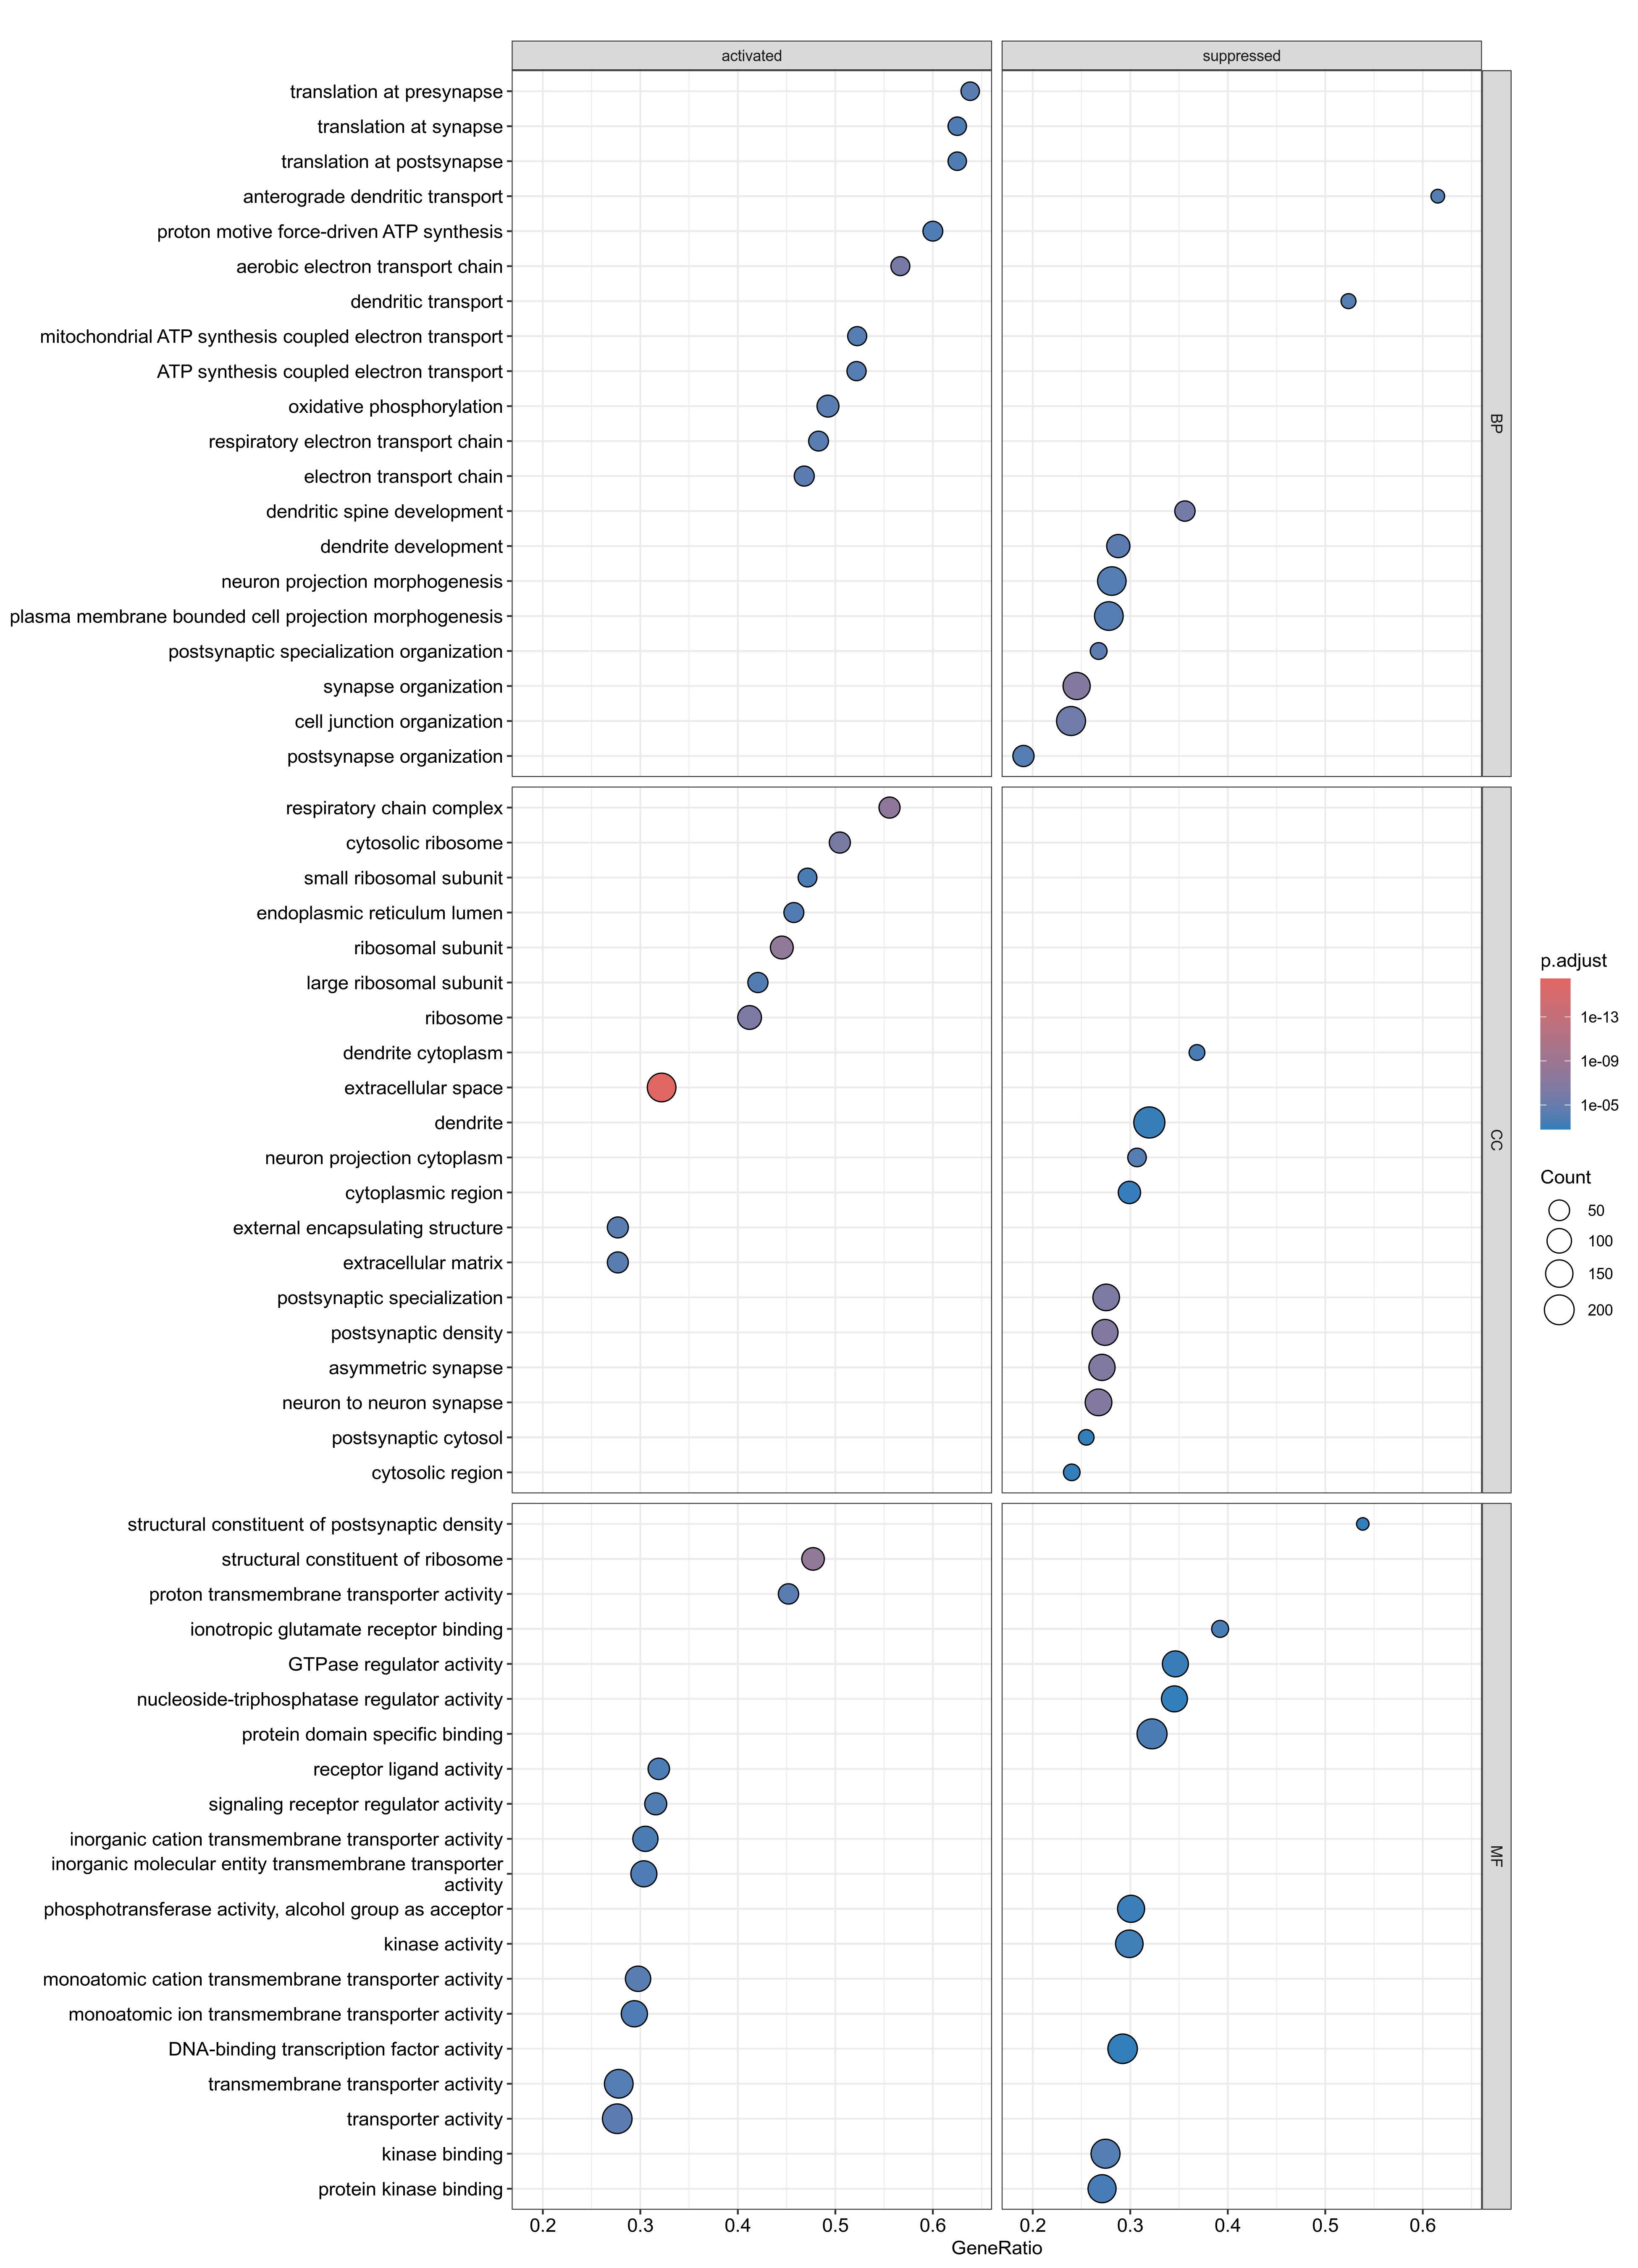 activated
suppressed
translation at presynapse
translation at synapse
translation at postsynapse
anterograde dendritic transport
proton motive force-driven ATP synthesis
aerobic electron transport chain
dendritic transport
mitochondrial ATP synthesis coupled electron transport
ATP synthesis coupled electron transport
oxidative phosphorylation
respiratory electron transport chain
electron transport chain
dendritic spine development
dendrite development
neuron projection morphogenesis
plasma membrane bounded cell projection morphogenesis
postsynaptic specialization organization
synapse organization
cell junction organization
postsynapse organization
BP
respiratory chain complex
cytosolic ribosome
small ribosomal subunit
endoplasmic reticulum lumen
ribosomal subunit
large ribosomal subunit
ribosome
dendrite cytoplasm
extracellular space
dendrite
neuron projection cytoplasm
cytoplasmic region
external encapsulating structure
extracellular matrix
postsynaptic specialization
postsynaptic density
asymmetric synapse
neuron to neuron synapse
postsynaptic cytosol
cytosolic region
CC
structural constituent of postsynaptic density
structural constituent of ribosome
proton transmembrane transporter activity
ionotropic glutamate receptor binding
GTPase regulator activity
nucleoside-triphosphatase regulator activity
protein domain specific binding
receptor ligand activity
signaling receptor regulator activity
inorganic cation transmembrane transporter activity
inorganic molecular entity transmembrane transporter
activity
phosphotransferase activity, alcohol group as acceptor
kinase activity
monoatomic cation transmembrane transporter activity
monoatomic ion transmembrane transporter activity
DNA-binding transcription factor activity
transmembrane transporter activity
transporter activity
kinase binding
protein kinase binding
MF
0.2 0.3 0.4 0.5 0.6
0.2 0.3 0.4 0.5 0.6
GeneRatio
p.adjust
1e-13
1e-09
1e-05
Count
50
100
150
200